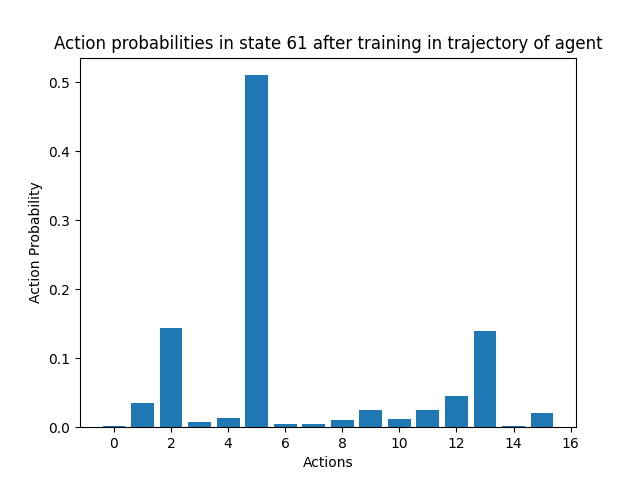 Action probabilities in state 61 after training in trajectory of agent
0.5
0.4
0.3
0.2
0.1
0.0
Action Probability
0 2 4 6 8 10 12 14 16
Actions